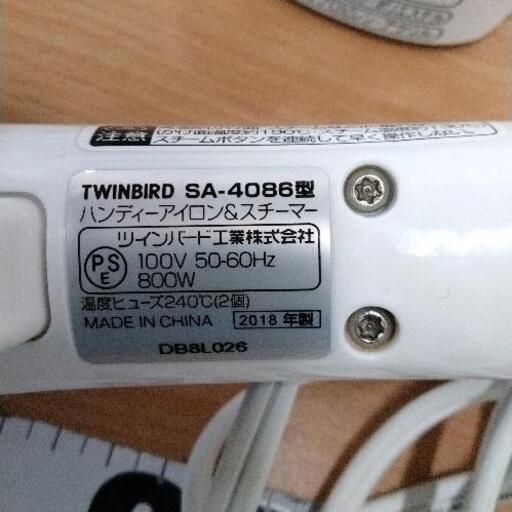 注意
スチームボタンを連続して早く操作しない
TWINBIRD SA-4086型
ハンディーアイロン&スチーマー
ツインバード工業株式会社
PSE 100V 50-60Hz
800W
温度ヒューズ240℃(2個)
MADE IN CHINA 2018 年製
DB8L026